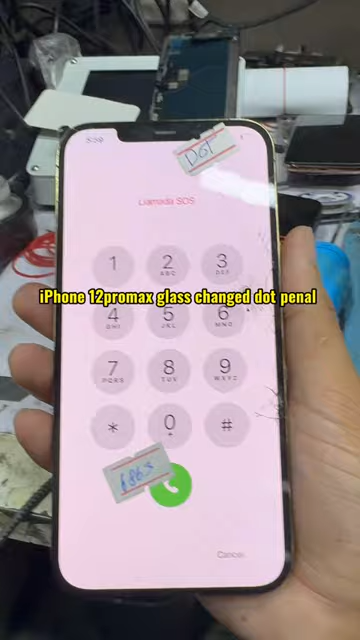 DOT
Llamada SOS
1 2 3
ABC DEF
iPhone 12promax glass changed dot penal
4 5 6
GHI JKL MNO
7 8 9
PQRS TUV WXYZ
* 0 #
+
6863
Cancel